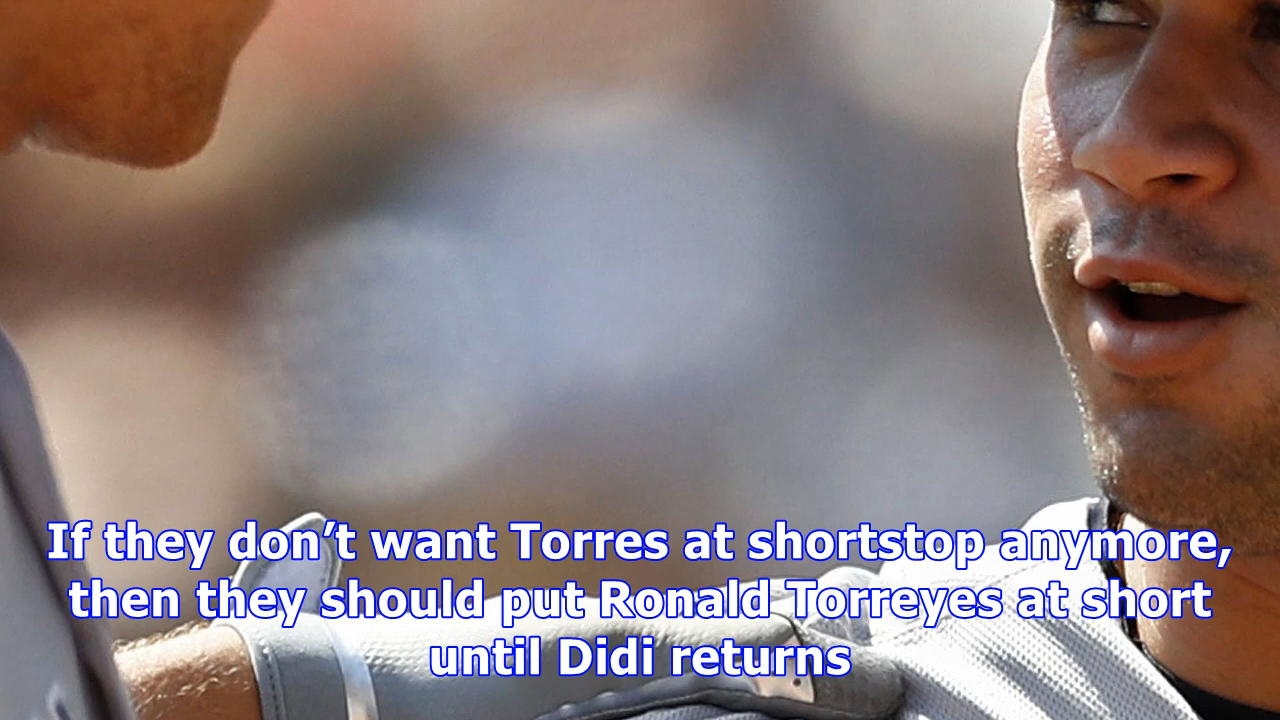 If they don’t want Torres at shortstop anymore,
then they should put Ronald Torreyes at short
until Didi returns